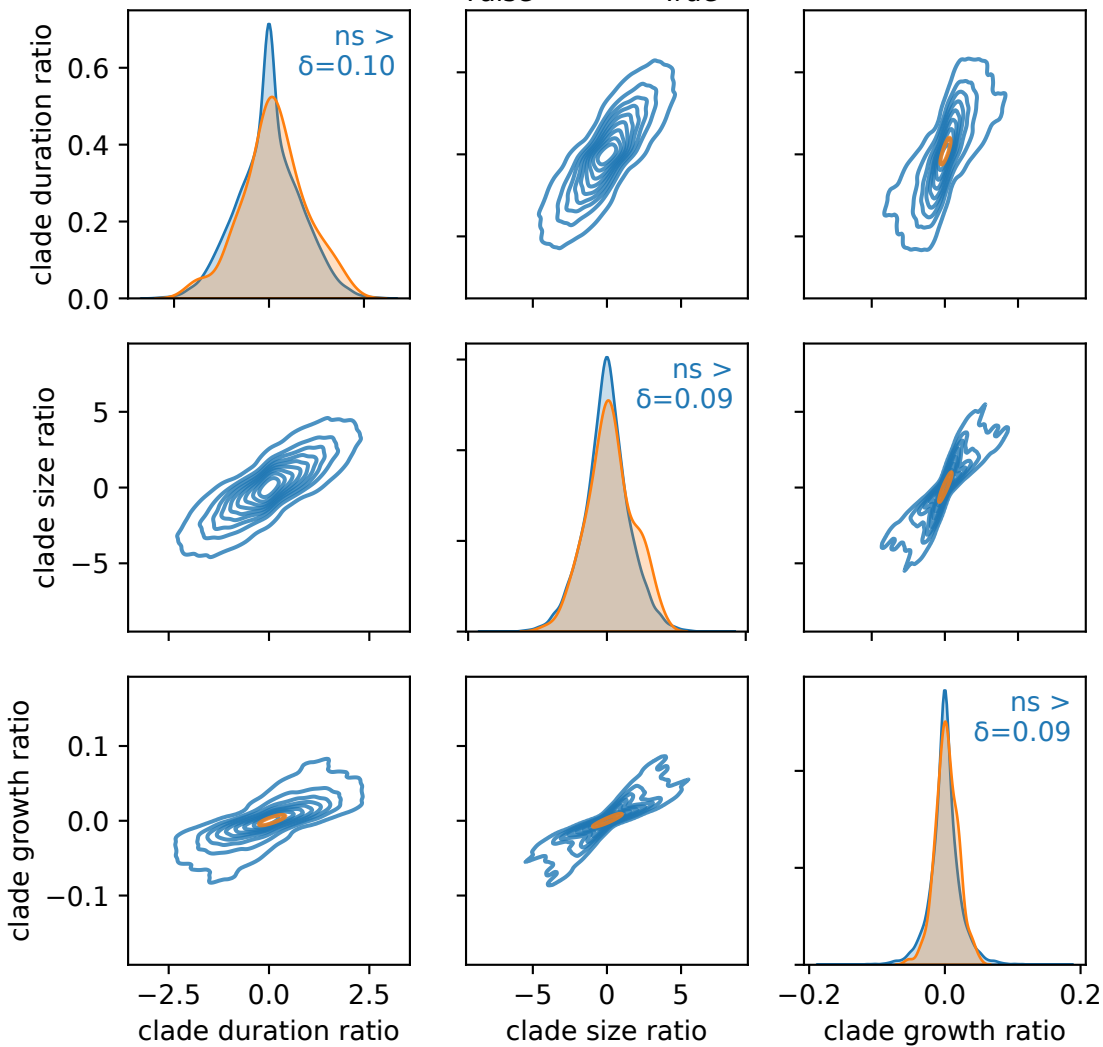 clade duration ratio
0.6
0.4
0.2
0.0
ns >
δ=0.10
clade size ratio
5
0
−5
ns >
δ=0.09
clade growth ratio
0.1
0.0
−0.1
ns >
δ=0.09
−2.5 0.0 2.5
−5 0 5
−0.2 0.0 0.2
clade duration ratio
clade size ratio
clade growth ratio